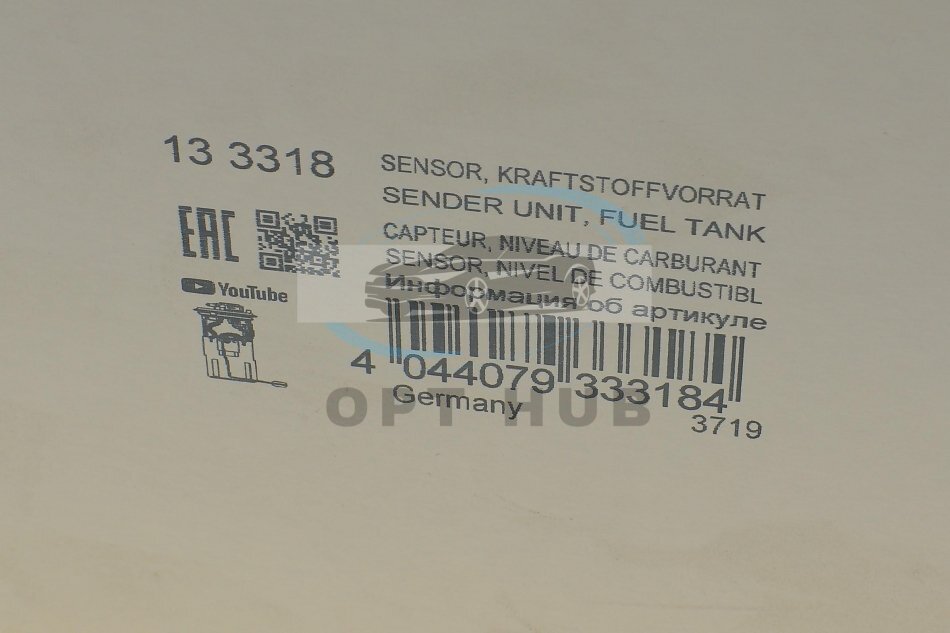 13 3318
SENSOR, KRAFTSTOFFVORRAT
SENDER UNIT, FUEL TANK
CAPTEUR, NIVEAU DE CARBURANT
SENSOR, NIVEL DE COMBUSTIBL
Информация об артикуле
EAC
YouTube
4 044079 333184
Germany
3719
OPT HUB